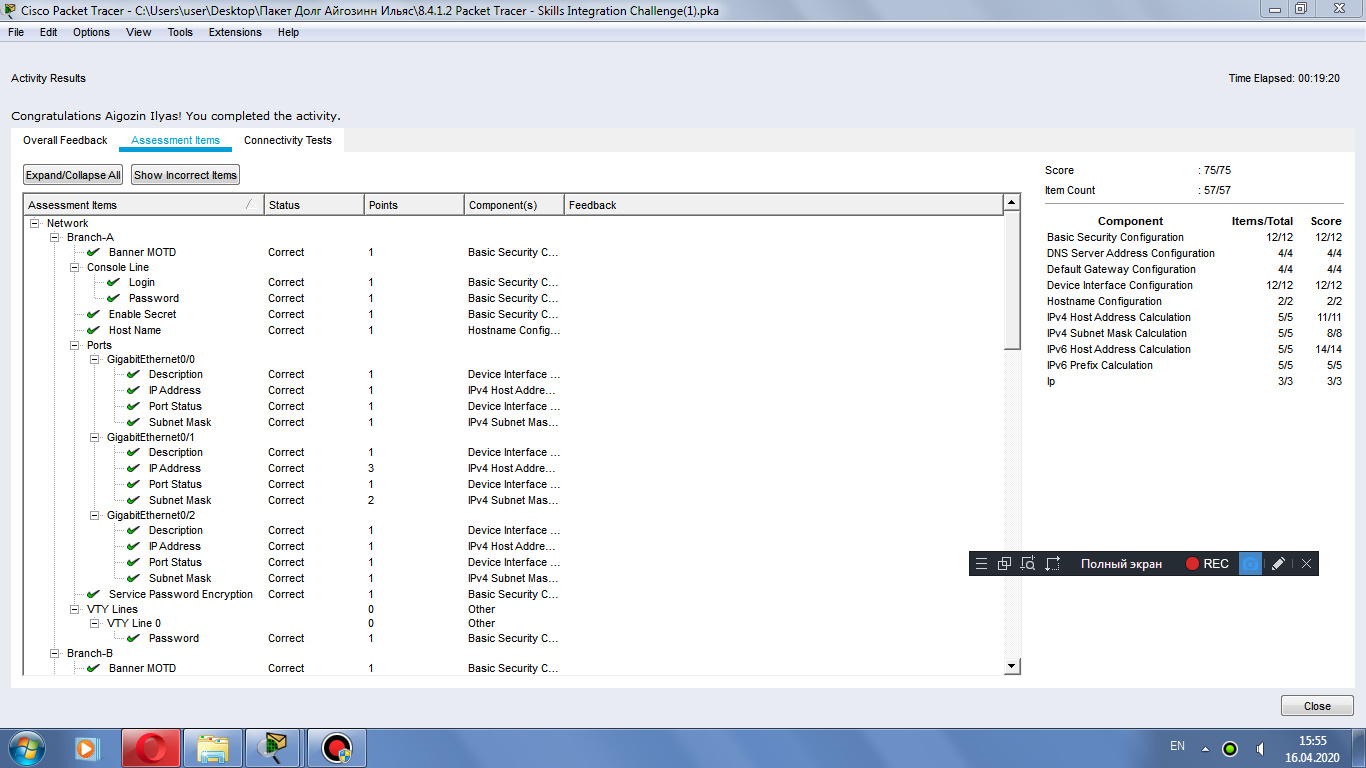 Cisco Packet Tracer - C:\Users\user\Desktop\Пакет Долг Айгозинн Ильяс\8.4.1.2 Packet Tracer - Skills Integration Challenge(1).pka
File Edit Options View Tools Extensions Help
Activity Results Time Elapsed: 00:19:20
Congratulations Aigozin Ilyas! You completed the activity.
Overall Feedback Assessment Items Connectivity Tests
Expand/Collapse All Show Incorrect Items
Assessment Items Status Points Component(s) Feedback
Network
Branch-A
Banner MOTD Correct 1 Basic Security C...
Console Line
Login Correct 1 Basic Security C...
Password Correct 1 Basic Security C...
Enable Secret Correct 1 Basic Security C...
Host Name Correct 1 Hostname Config...
Ports
GigabitEthernet0/0
Description Correct 1 Device Interface ...
IP Address Correct 1 IPv4 Host Addre...
Port Status Correct 1 Device Interface ...
Subnet Mask Correct 1 IPv4 Subnet Mas...
GigabitEthernet0/1
Description Correct 1 Device Interface ...
IP Address Correct 3 IPv4 Host Addre...
Port Status Correct 1 Device Interface ...
Subnet Mask Correct 2 IPv4 Subnet Mas...
GigabitEthernet0/2
Description Correct 1 Device Interface ...
IP Address Correct 1 IPv4 Host Addre...
Port Status Correct 1 Device Interface ...
Subnet Mask Correct 1 IPv4 Subnet Mas...
Service Password Encryption Correct 1 Basic Security C...
VTY Lines 0 Other
VTY Line 0 0 Other
Password Correct 1 Basic Security C...
Branch-B
Banner MOTD Correct 1 Basic Security C...
Score : 75/75
Item Count : 57/57
Component Items/Total Score
Basic Security Configuration 12/12 12/12
DNS Server Address Configuration 4/4 4/4
Default Gateway Configuration 4/4 4/4
Device Interface Configuration 12/12 12/12
Hostname Configuration 2/2 2/2
IPv4 Host Address Calculation 5/5 11/11
IPv4 Subnet Mask Calculation 5/5 8/8
IPv6 Host Address Calculation 5/5 14/14
IPv6 Prefix Calculation 5/5 5/5
Ip 3/3 3/3
Полный экран REC
Close
EN 15:55
16.04.2020